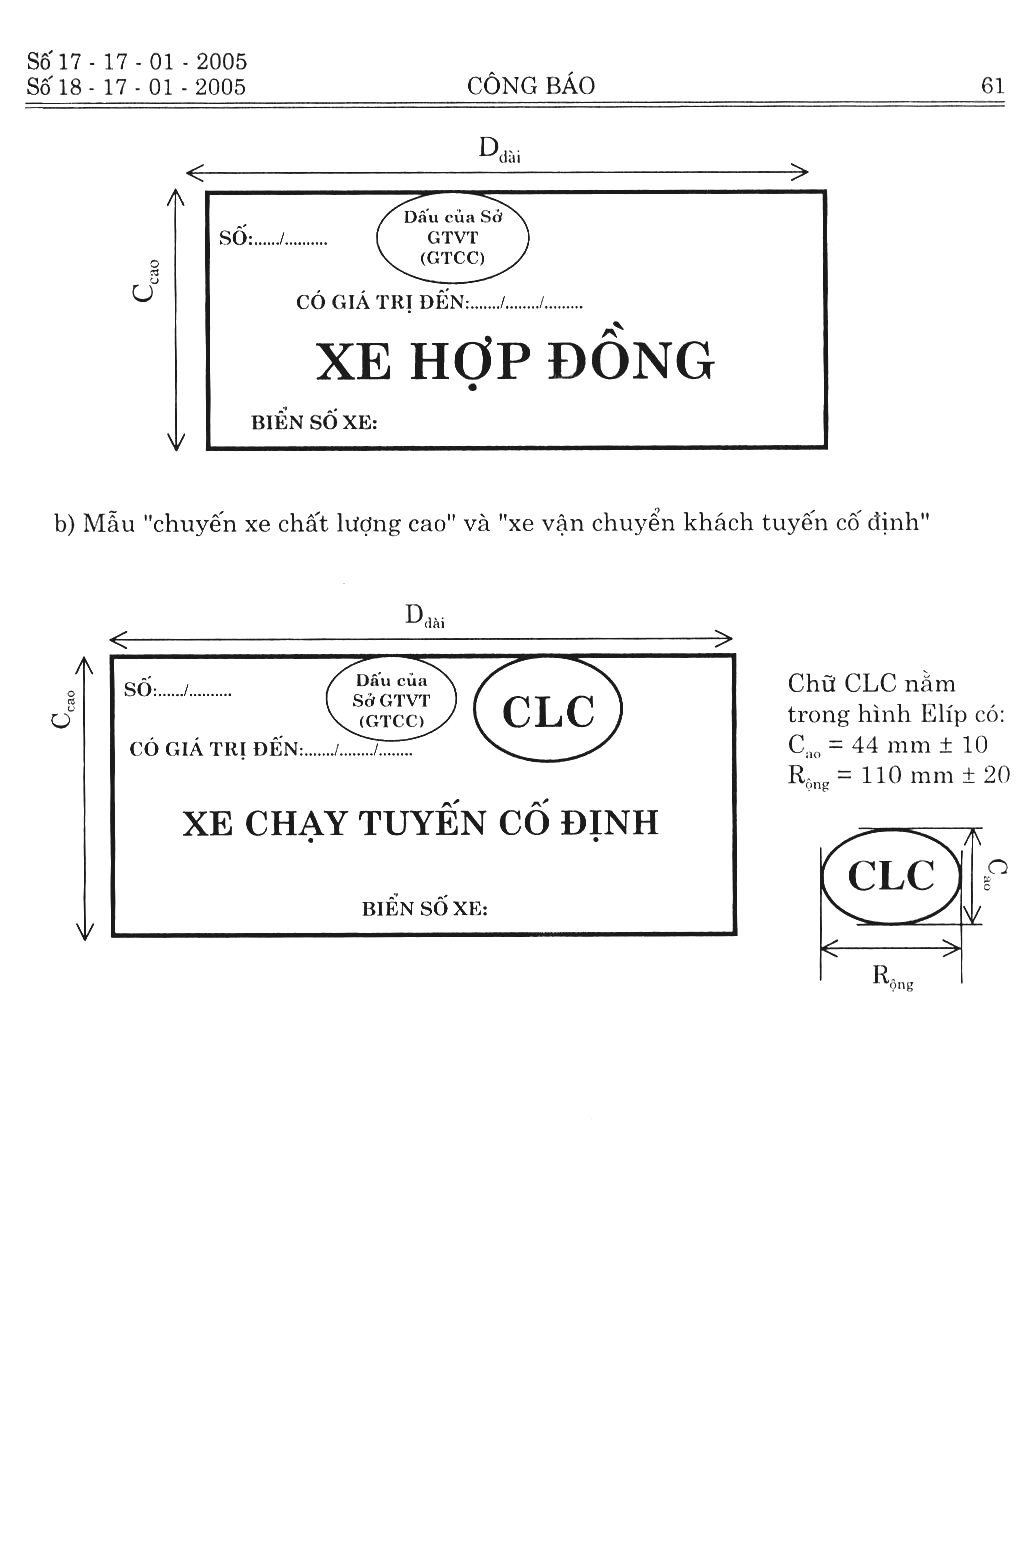 Số 17 - 17 - 01 - 2005
Số 18 - 17 - 01 - 2005
CÔNG BÁO
61
Ddài
Ccao
SỐ:....../..........
Dấu của Sở
GTVT
(GTCC)
CÓ GIÁ TRỊ ĐẾN:......./......../.........
XE HỢP ĐỒNG
BIỂN SỐ XE:
b) Mẫu "chuyến xe chất lượng cao" và "xe vận chuyển khách tuyến cố định"
Ddài
Ccao
SỐ:....../..........
Dấu của
Sở GTVT
(GTCC)
CLC
CÓ GIÁ TRỊ ĐẾN:......./......../........
XE CHẠY TUYẾN CỐ ĐỊNH
BIỂN SỐ XE:
Chữ CLC nằm
trong hình Elíp có:
Cao = 44 mm ± 10
Rộng = 110 mm ± 20
CLC
Cao
Rộng